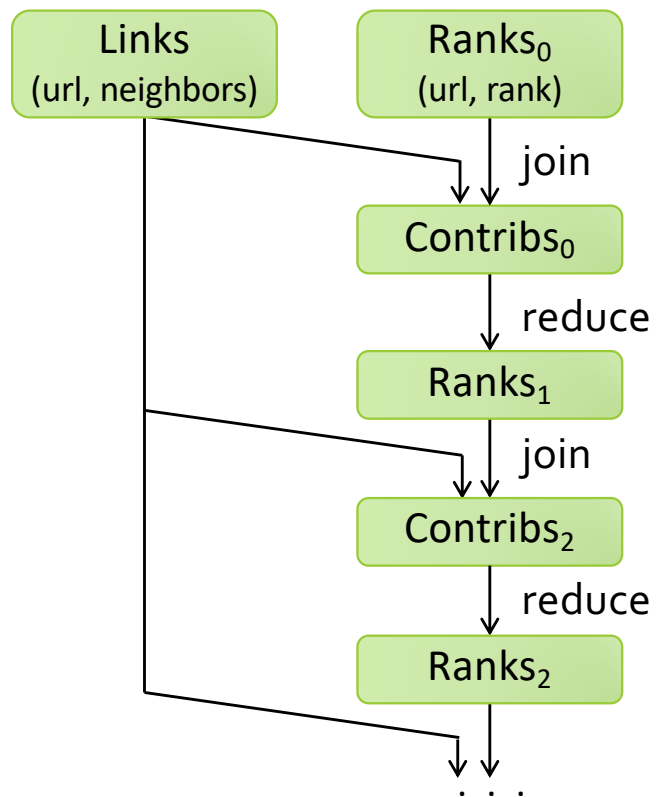 Links
(url, neighbors)
Ranks₀
(url, rank)
join
Contribs₀
reduce
Ranks₁
join
Contribs₂
reduce
Ranks₂
. . .